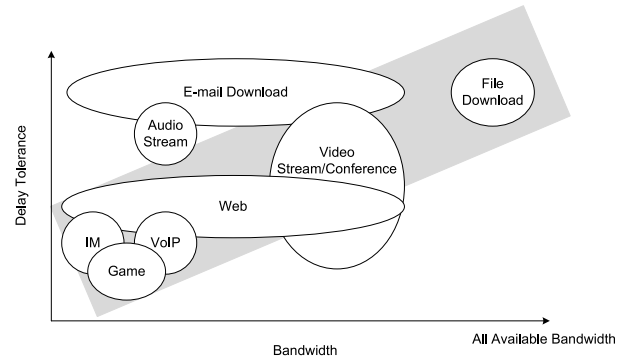 E-mail Download
File
Download
Audio
Stream
Video
Stream/Conference
Web
IM
VoIP
Game
Delay Tolerance
All Available Bandwidth
Bandwidth